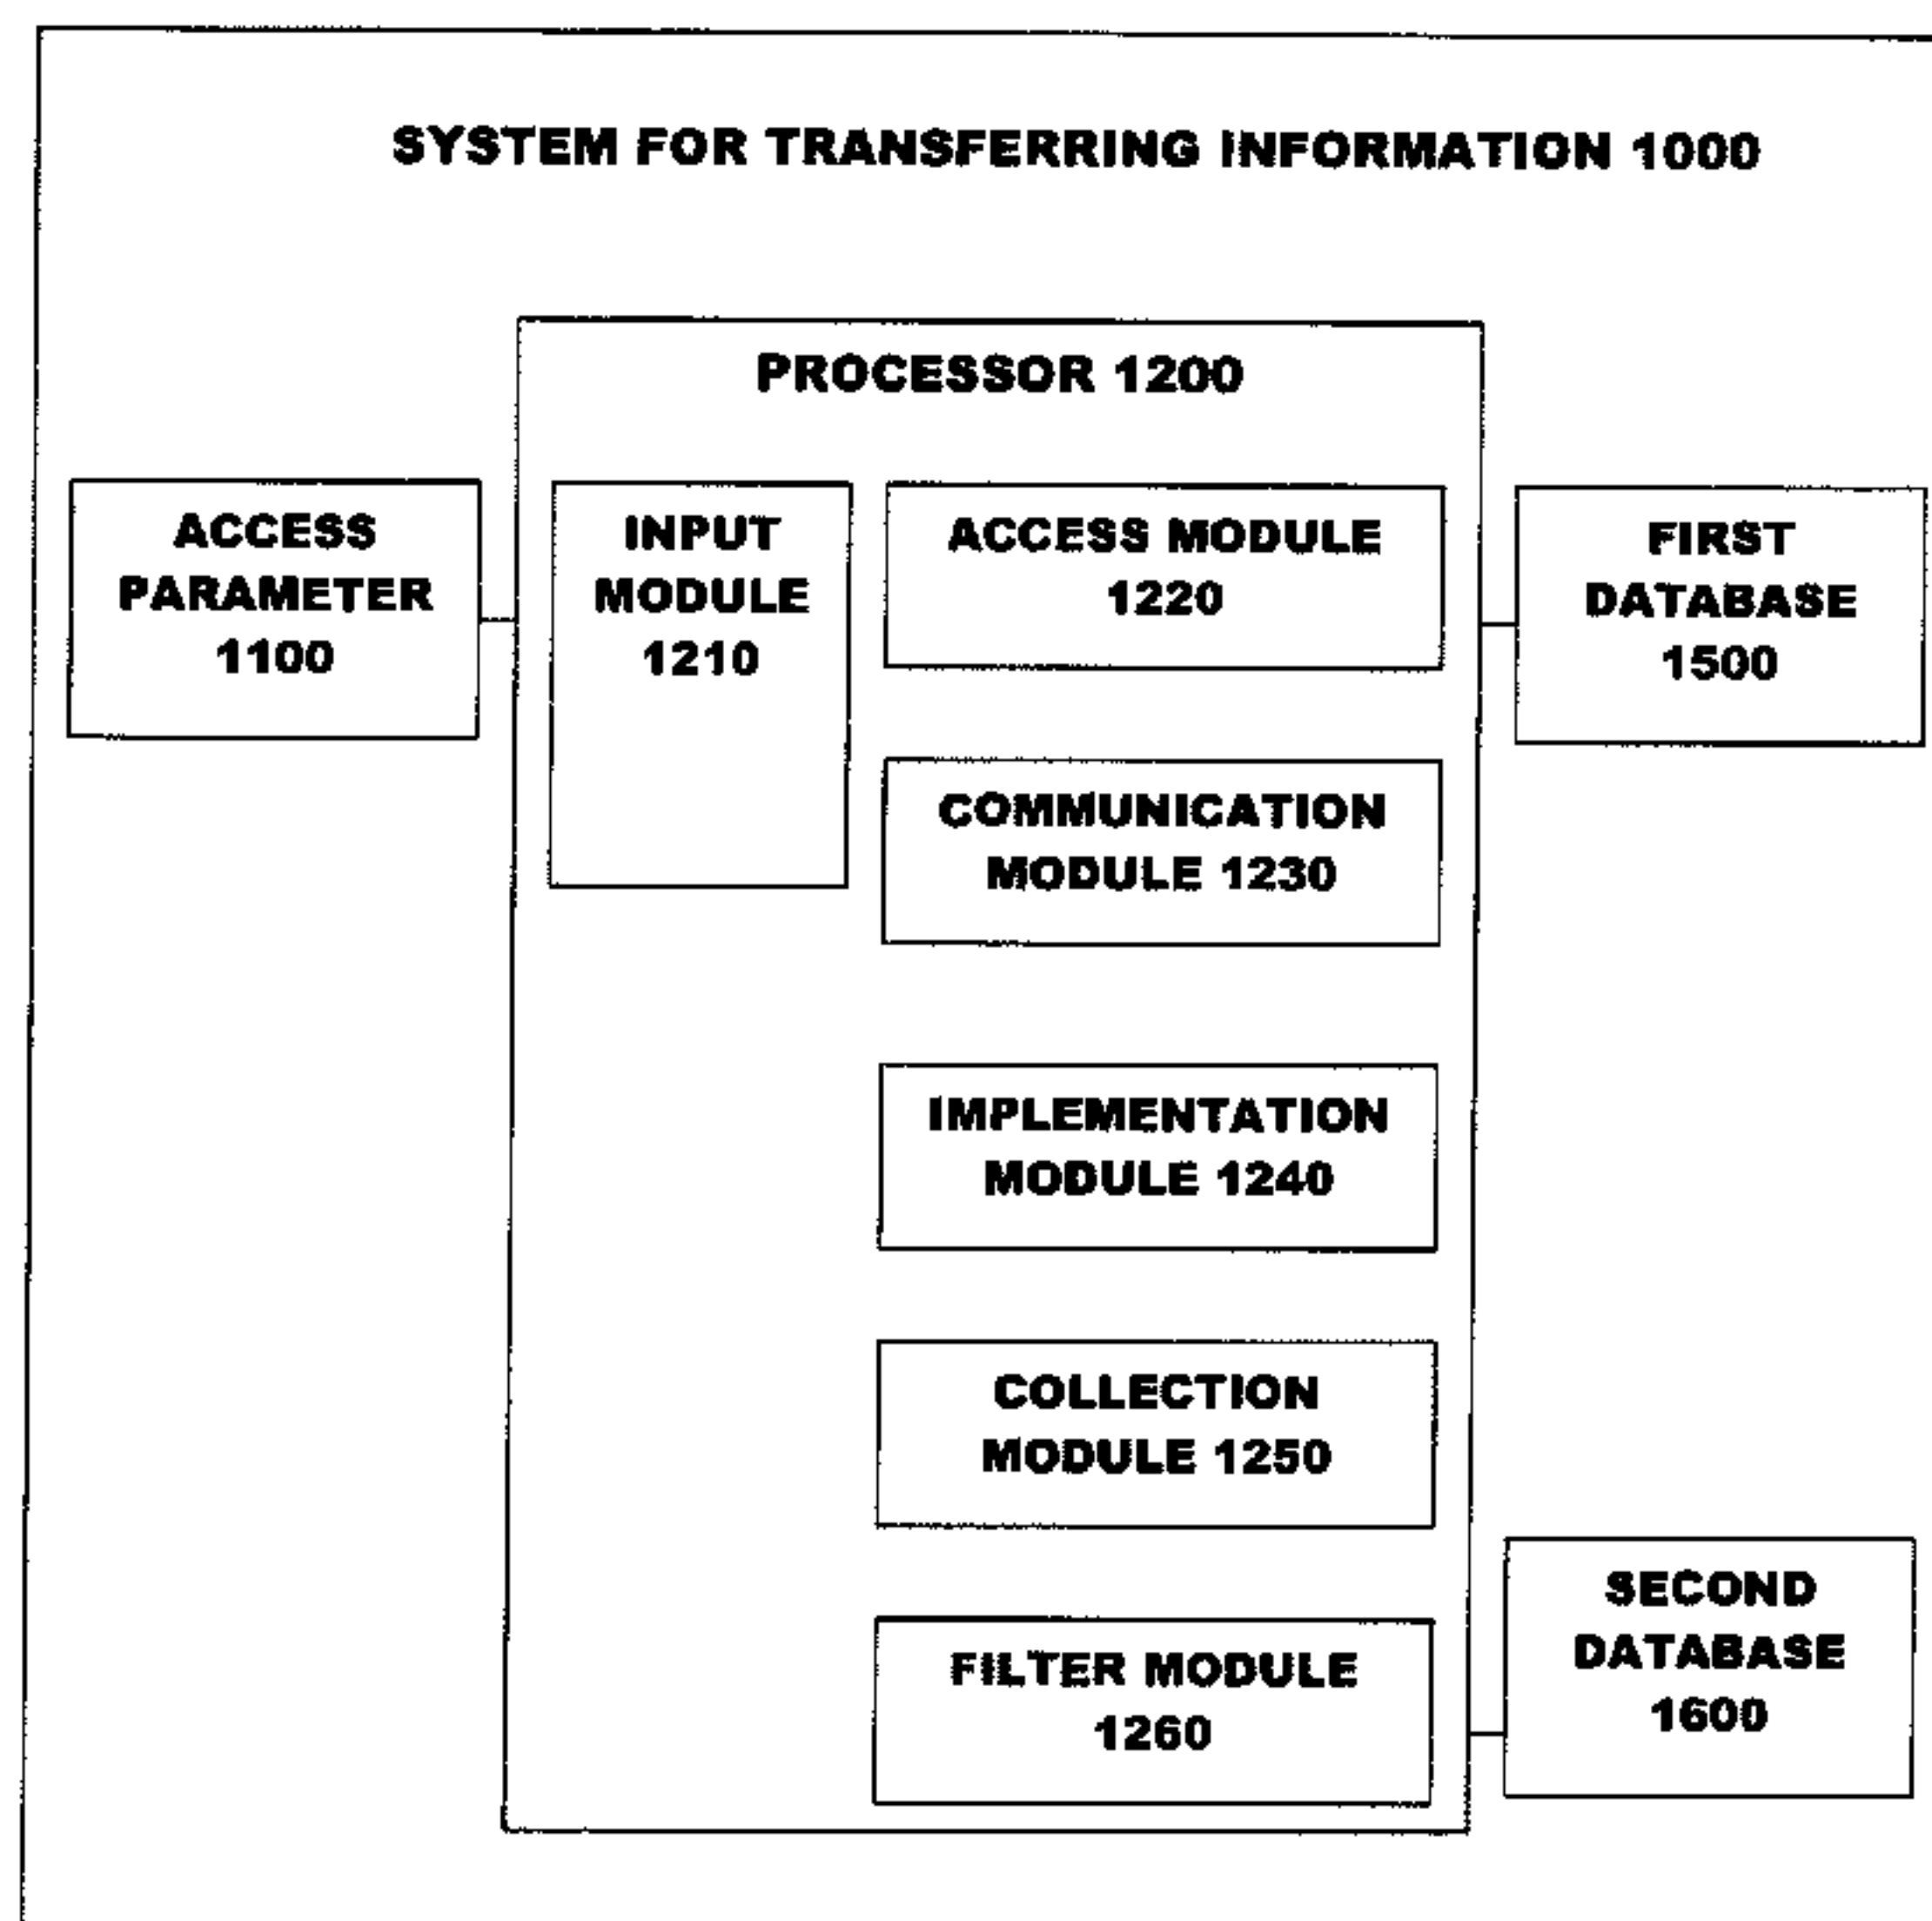 SYSTEM FOR TRANSFERRING INFORMATION 1000
PROCESSOR 1200
ACCESS
PARAMETER
1100
INPUT
MODULE
1210
ACCESS MODULE
1220
FIRST
DATABASE
1500
COMMUNICATION
MODULE 1230
IMPLEMENTATION
MODULE 1240
COLLECTION
MODULE 1250
FILTER MODULE
1260
SECOND
DATABASE
1600